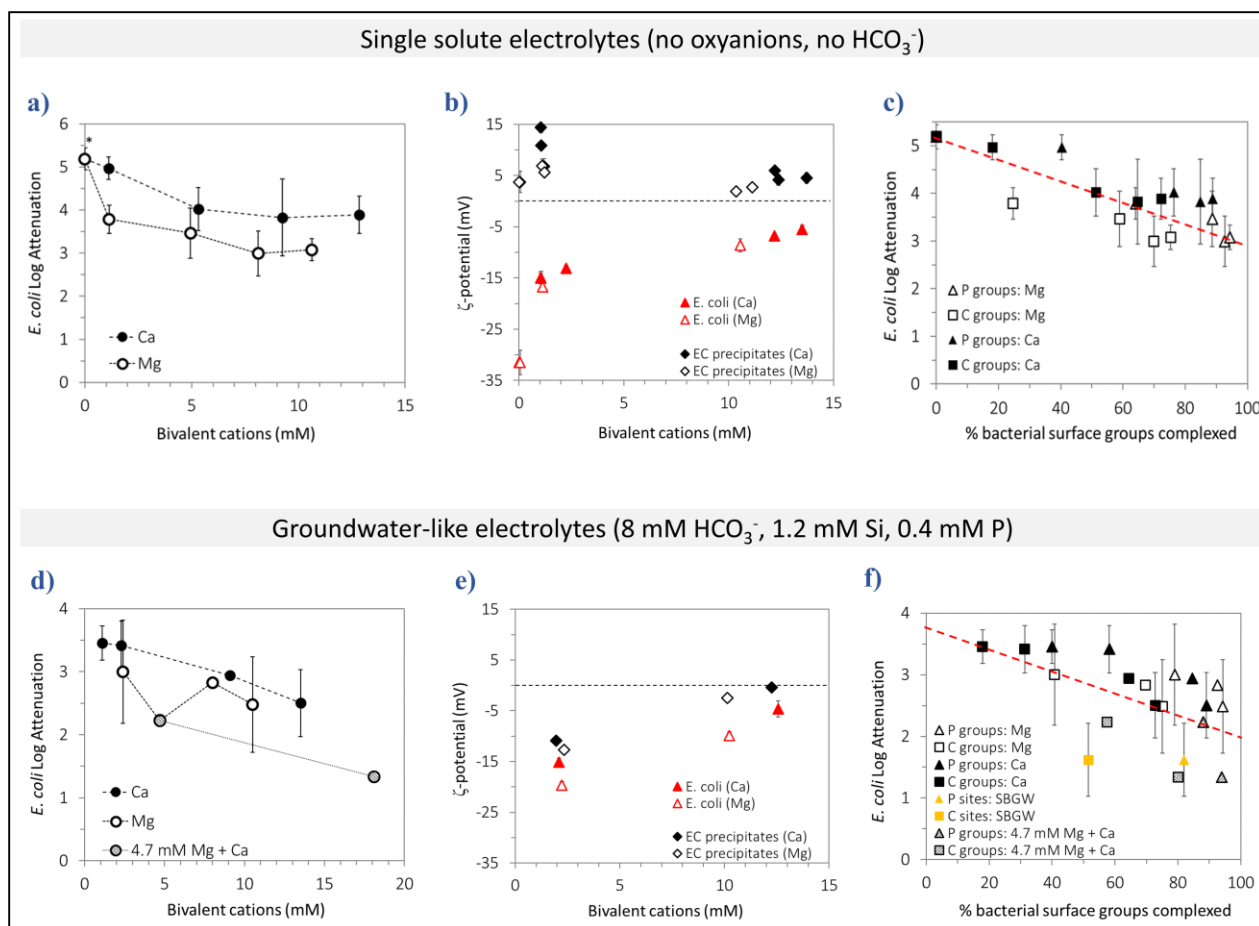 Single solute electrolytes (no oxyanions, no HCO₃⁻)
a)
b)
c)
E. coli Log Attenuation
6
5
4
3
2
1
0
*
Ca
Mg
0
5
10
15
Bivalent cations (mM)
ζ-potential (mV)
15
5
-5
-15
-25
-35
E. coli (Ca)
E. coli (Mg)
EC precipitates (Ca)
EC precipitates (Mg)
0
5
10
15
Bivalent cations (mM)
E. coli Log Attenuation
6
5
4
3
2
1
0
P groups: Mg
C groups: Mg
P groups: Ca
C groups: Ca
0
20
40
60
80
100
% bacterial surface groups complexed
Groundwater-like electrolytes (8 mM HCO₃⁻, 1.2 mM Si, 0.4 mM P)
d)
e)
f)
E. coli Log Attenuation
4
3
2
1
0
Ca
Mg
4.7 mM Mg + Ca
0
5
10
15
20
Bivalent cations (mM)
ζ-potential (mV)
15
5
-5
-15
-25
-35
E. coli (Ca)
E. coli (Mg)
EC precipitates (Ca)
EC precipitates (Mg)
0
5
10
15
Bivalent cations (mM)
E. coli Log Attenuation
4
3
2
1
0
P groups: Mg
C groups: Mg
P groups: Ca
C groups: Ca
P sites: SBGW
C sites: SBGW
P groups: 4.7 mM Mg + Ca
C groups: 4.7 mM Mg + Ca
0
20
40
60
80
100
% bacterial surface groups complexed